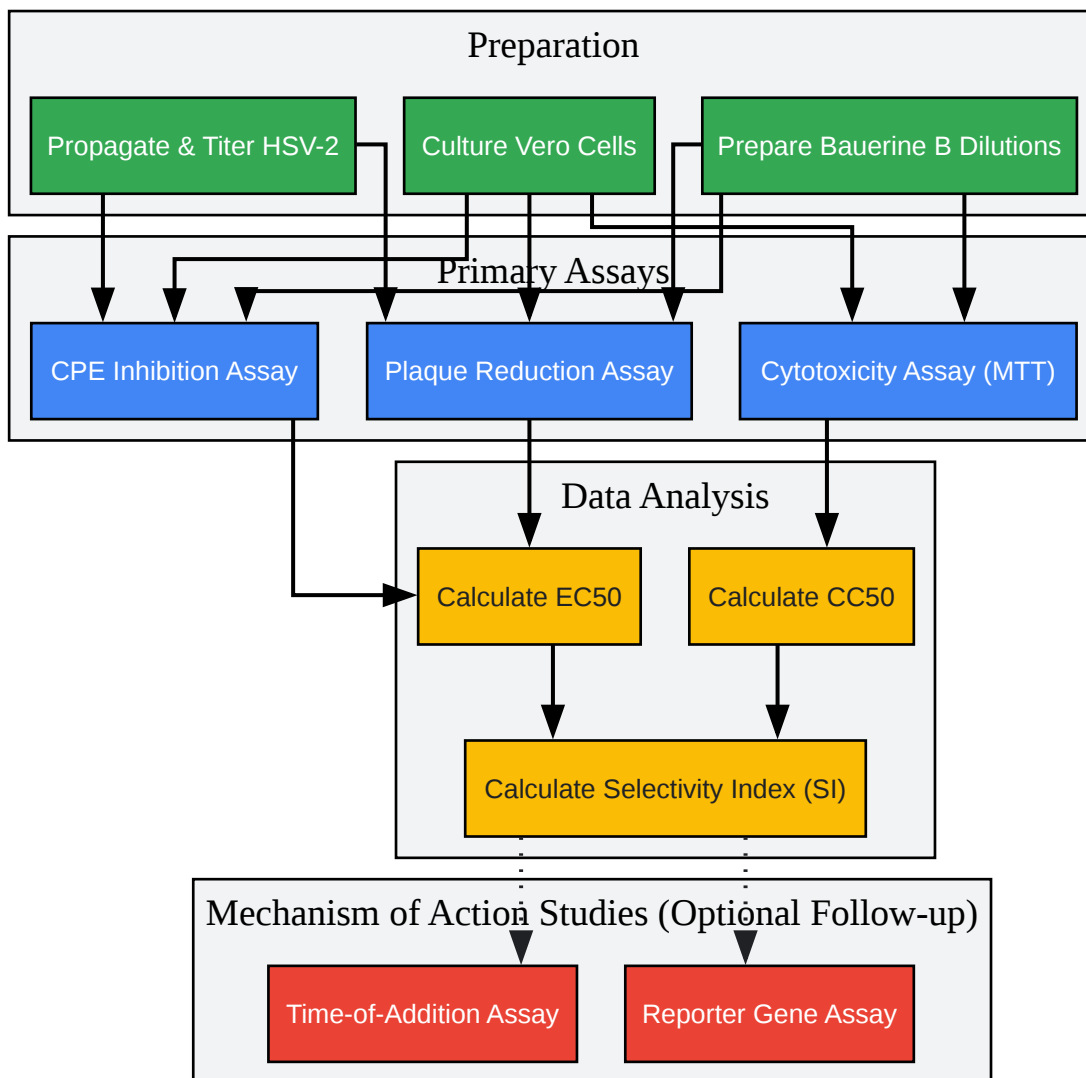 Preparation
Propagate & Titer HSV-2
Culture Vero Cells
Prepare Bauerine B Dilutions
Primary Assays
CPE Inhibition Assay
Plaque Reduction Assay
Cytotoxicity Assay (MTT)
Data Analysis
Calculate EC50
Calculate CC50
Calculate Selectivity Index (SI)
Mechanism of Action Studies (Optional Follow-up)
Time-of-Addition Assay
Reporter Gene Assay